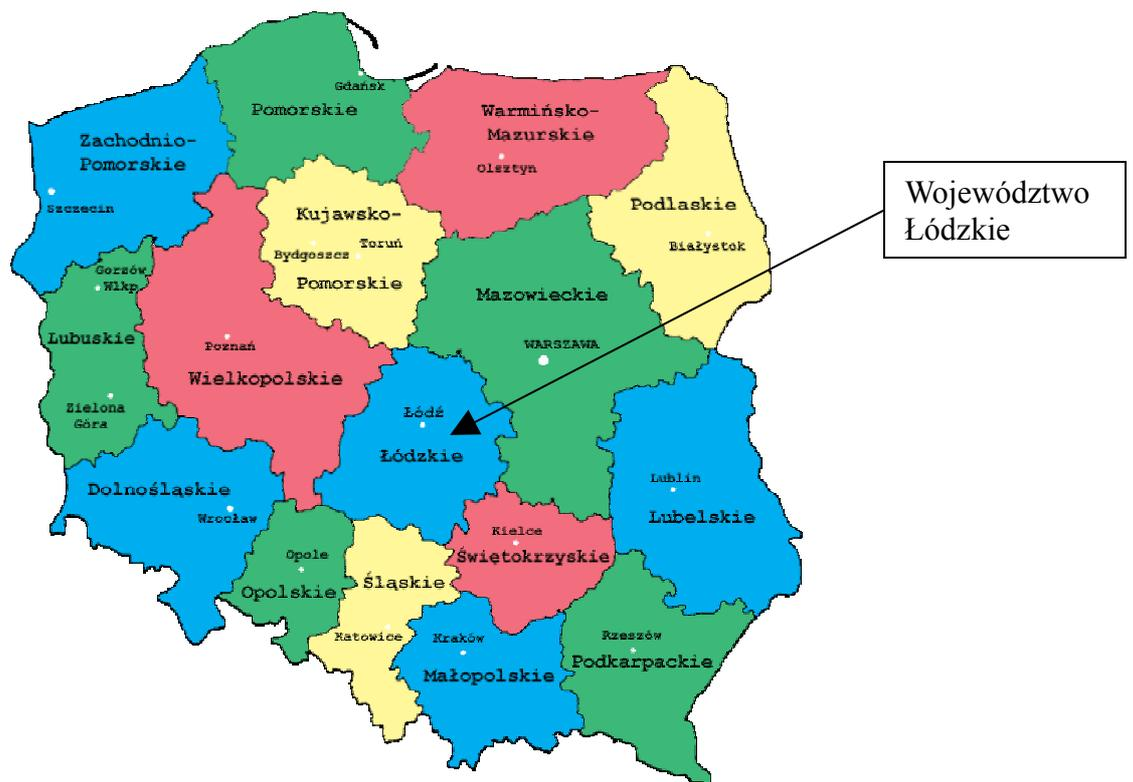 Gdańsk
Pomorskie
Warmińsko-
Mazurskie
Olsztyn
Zachodnio-
Pomorskie
Szczecin
Kujawsko-
Bydgoszcz
Toruń
Pomorskie
Podlaskie
Białystok
Województwo
Łódzkie
Gorzów
Wlkp
Lubuskie
Zielona
Góra
Poznań
Wielkopolskie
Mazowieckie
WARSZAWA
Łódź
Łódzkie
Dolnośląskie
Wrocław
Lublin
Lubelskie
Kielce
Świętokrzyskie
Opole
Opolskie
Śląskie
Katowice
Kraków
Małopolskie
Rzeszów
Podkarpackie